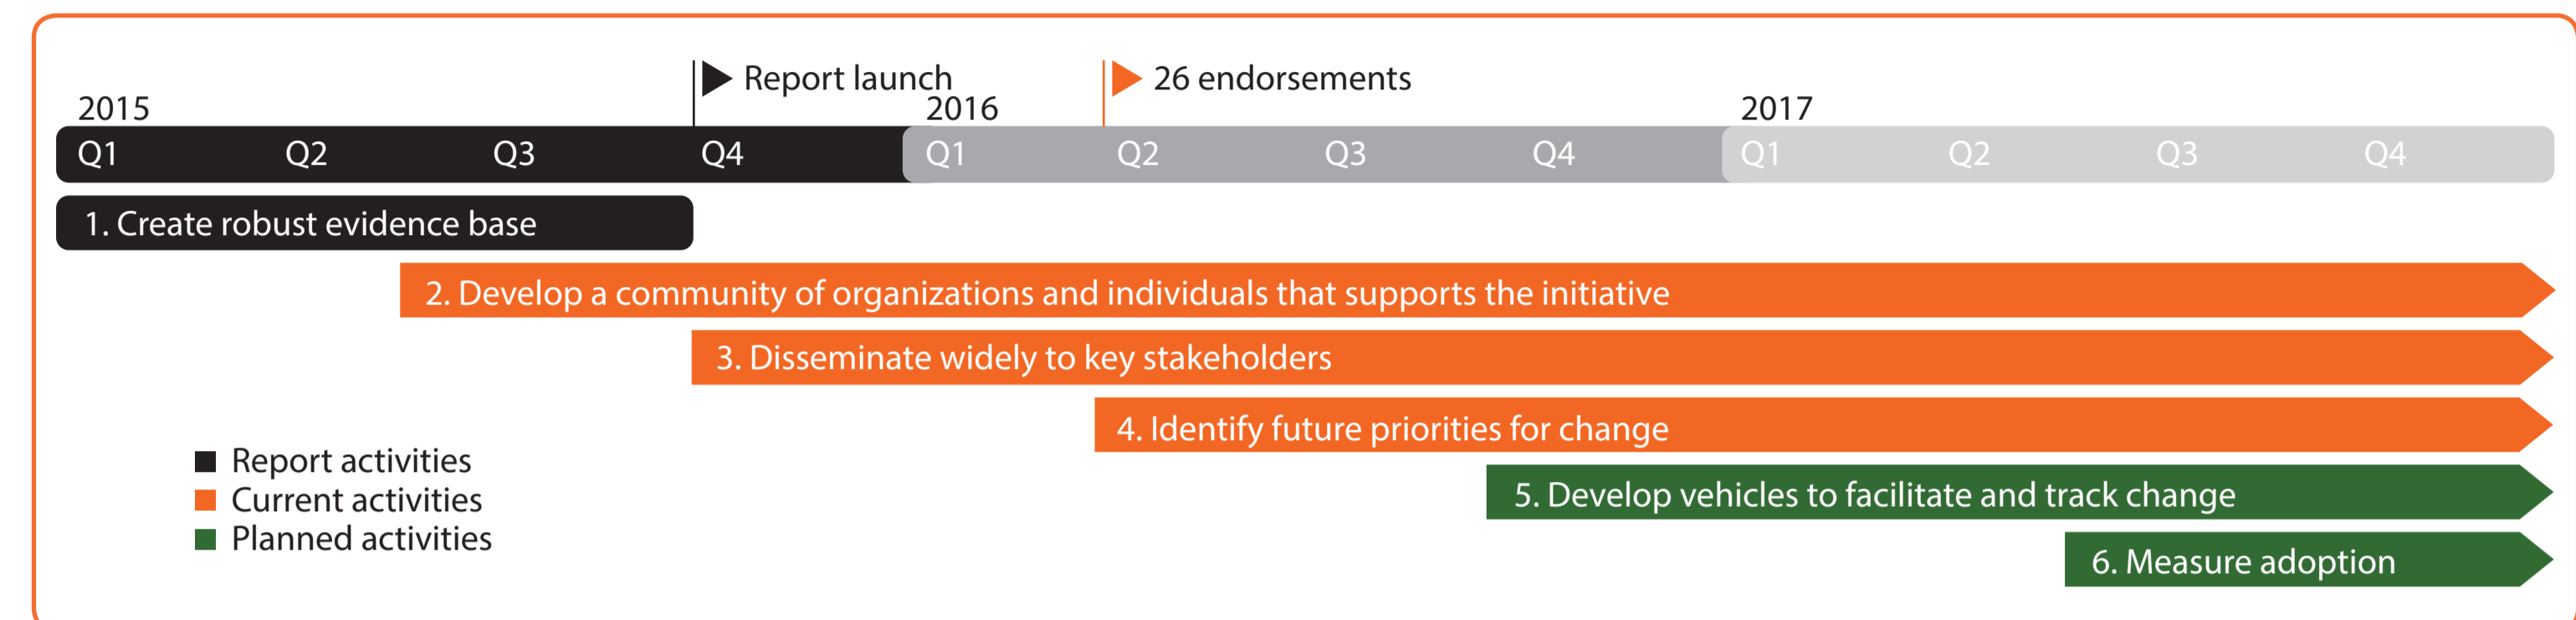 Report launch
26 endorsements
2015
2016
2017
Q1 Q2 Q3 Q4 Q1 Q2 Q3 Q4 Q1 Q2 Q3 Q4
1. Create robust evidence base
2. Develop a community of organizations and individuals that supports the initiative
3. Disseminate widely to key stakeholders
4. Identify future priorities for change
5. Develop vehicles to facilitate and track change
6. Measure adoption
Report activities
Current activities
Planned activities